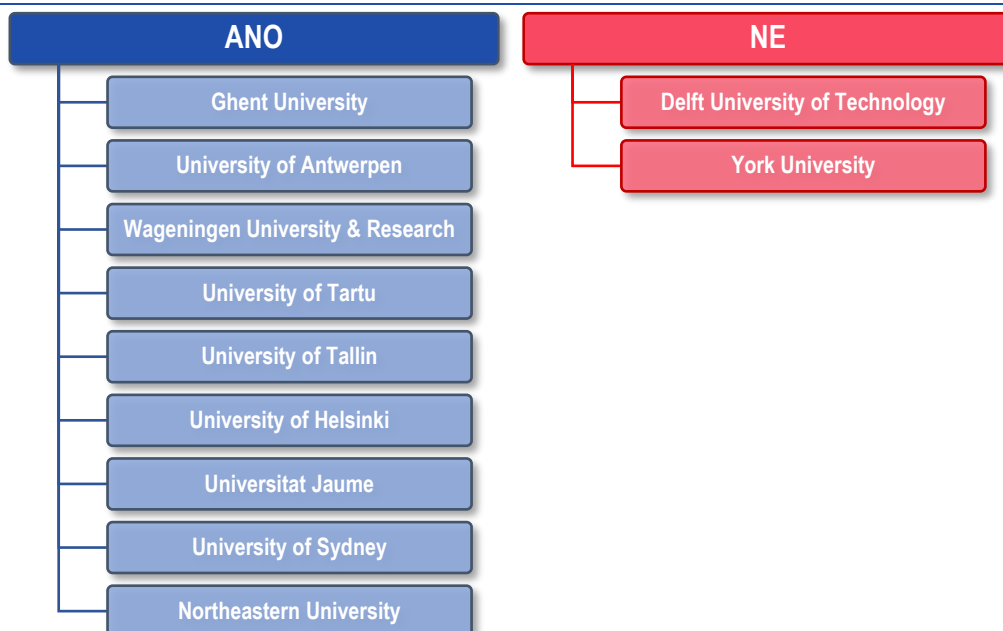 ANO
Ghent University
University of Antwerpen
Wageningen University & Research
University of Tartu
University of Tallin
University of Helsinki
Universitat Jaume
University of Sydney
Northeastern University
NE
Delft University of Technology
York University